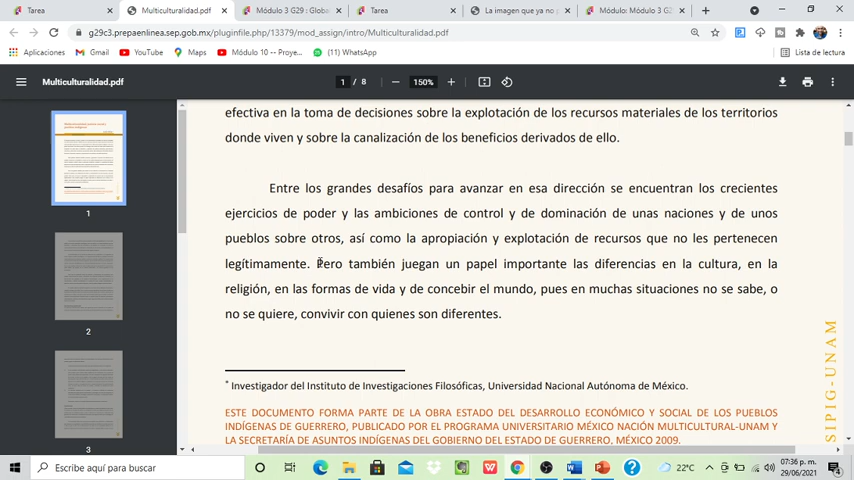 Tarea
Multiculturalidad.pdf
Módulo 3 G29 : Global
Tarea
La imagen que ya no p
Módulo: Módulo 3 G2
g29c3.prepaenlinea.sep.gob.mx/pluginfile.php/13379/mod_assign/intro/Multiculturalidad.pdf
Aplicaciones
Gmail
YouTube
Maps
Módulo 10 -- Proye...
(11) WhatsApp
Lista de lectura
Multiculturalidad.pdf
1 / 8
150%
efectiva en la toma de decisiones sobre la explotación de los recursos materiales de los territorios
donde viven y sobre la canalización de los beneficios derivados de ello.
Entre los grandes desafíos para avanzar en esa dirección se encuentran los crecientes
ejercicios de poder y las ambiciones de control y de dominación de unas naciones y de unos
pueblos sobre otros, así como la apropiación y explotación de recursos que no les pertenecen
legítimamente. Pero también juegan un papel importante las diferencias en la cultura, en la
religión, en las formas de vida y de concebir el mundo, pues en muchas situaciones no se sabe, o
no se quiere, convivir con quienes son diferentes.
* Investigador del Instituto de Investigaciones Filosóficas, Universidad Nacional Autónoma de México.
ESTE DOCUMENTO FORMA PARTE DE LA OBRA ESTADO DEL DESARROLLO ECONÓMICO Y SOCIAL DE LOS PUEBLOS
INDÍGENAS DE GUERRERO, PUBLICADO POR EL PROGRAMA UNIVERSITARIO MÉXICO NACIÓN MULTICULTURAL-UNAM Y
LA SECRETARÍA DE ASUNTOS INDÍGENAS DEL GOBIERNO DEL ESTADO DE GUERRERO, MÉXICO 2009.
SIPIG-UNAM
1
2
3
Escribe aquí para buscar
22°C
07:36 p. m.
29/06/2021
4